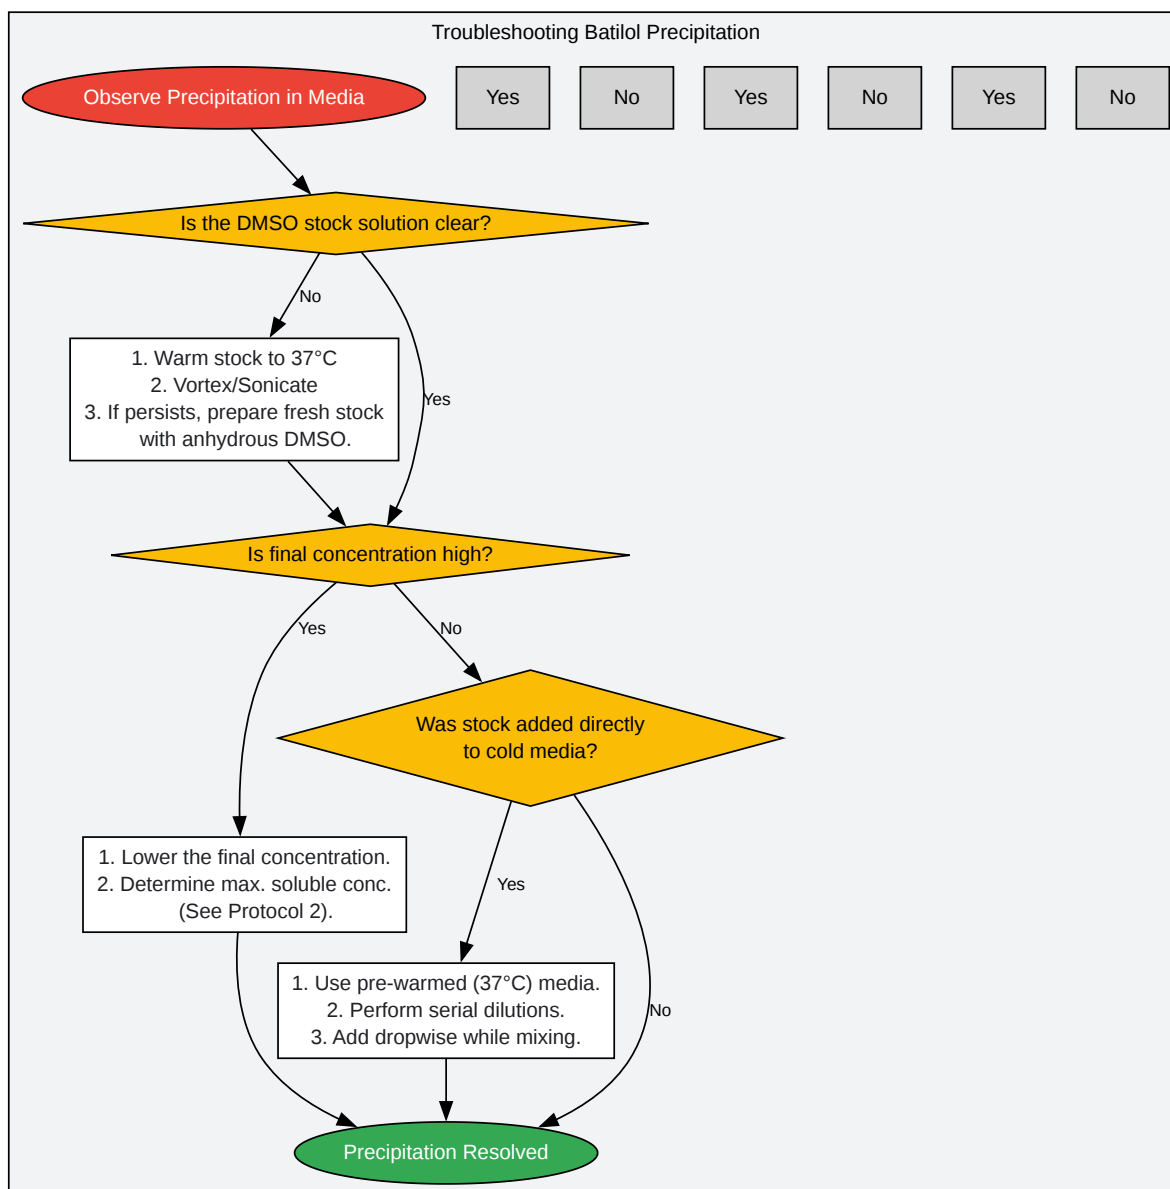 Troubleshooting Batilol Precipitation
Observe Precipitation in Media
Yes
No
Yes
No
Yes
No
Is the DMSO stock solution clear?
No
1. Warm stock to 37°C
2. Vortex/Sonicate
3. If persists, prepare fresh stock
with anhydrous DMSO.
Yes
Is final concentration high?
Yes
No
Was stock added directly
to cold media?
1. Lower the final concentration.
2. Determine max. soluble conc.
(See Protocol 2).
Yes
1. Use pre-warmed (37°C) media.
2. Perform serial dilutions.
3. Add dropwise while mixing.
No
Precipitation Resolved